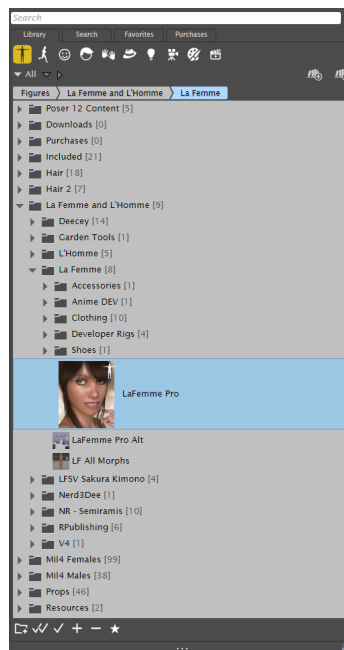 Search
Library Search Favorites Purchases
All
Figures La Femme and L'Homme La Femme
Poser 12 Content [5]
Downloads [0]
Purchases [0]
Included [21]
Hair [18]
Hair 2 [7]
La Femme and L'Homme [9]
Deecey [14]
Garden Tools [1]
L'Homme [5]
La Femme [8]
Accessories [1]
Anime DEV [1]
Clothing [10]
Developer Rigs [4]
Shoes [1]
LaFemme Pro
LaFemme Pro Alt
LF All Morphs
LFSV Sakura Kimono [4]
Nerd3Dee [1]
NR - Semiramis [10]
RPublishing [6]
V4 [1]
Mil4 Females [99]
Mil4 Males [38]
Props [46]
Resources [2]